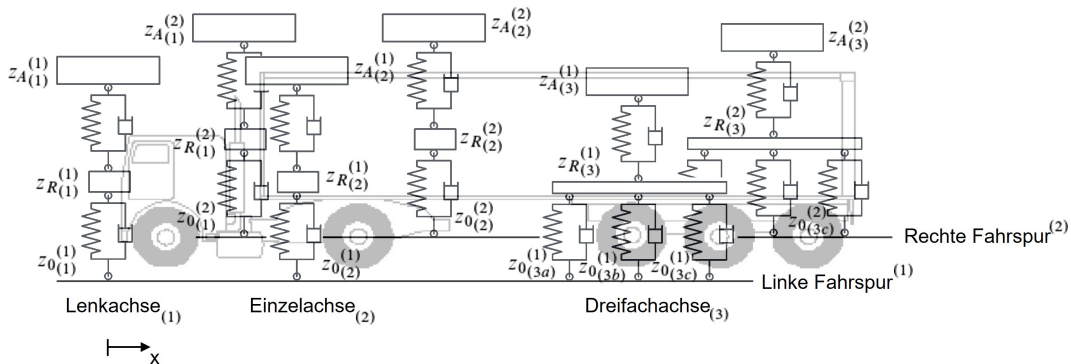 z_A(1)^(2)
z_A(2)^(2)
z_A(3)^(2)
z_A(1)^(1)
z_A(2)^(1)
z_A(3)^(1)
z_R(1)^(2)
z_R(2)^(2)
z_R(3)^(2)
z_R(1)^(1)
z_R(2)^(1)
z_R(3)^(1)
z_0(1)^(2)
z_0(2)^(2)
z_0(3c)^(2)
Rechte Fahrspur^(2)
z_0(1)^(1)
z_0(2)^(1)
z_0(3a)^(1)
z_0(3b)^(1)
z_0(3c)^(1)
Linke Fahrspur^(1)
Lenkachse_(1)
Einzelachse_(2)
Dreifachachse_(3)
x